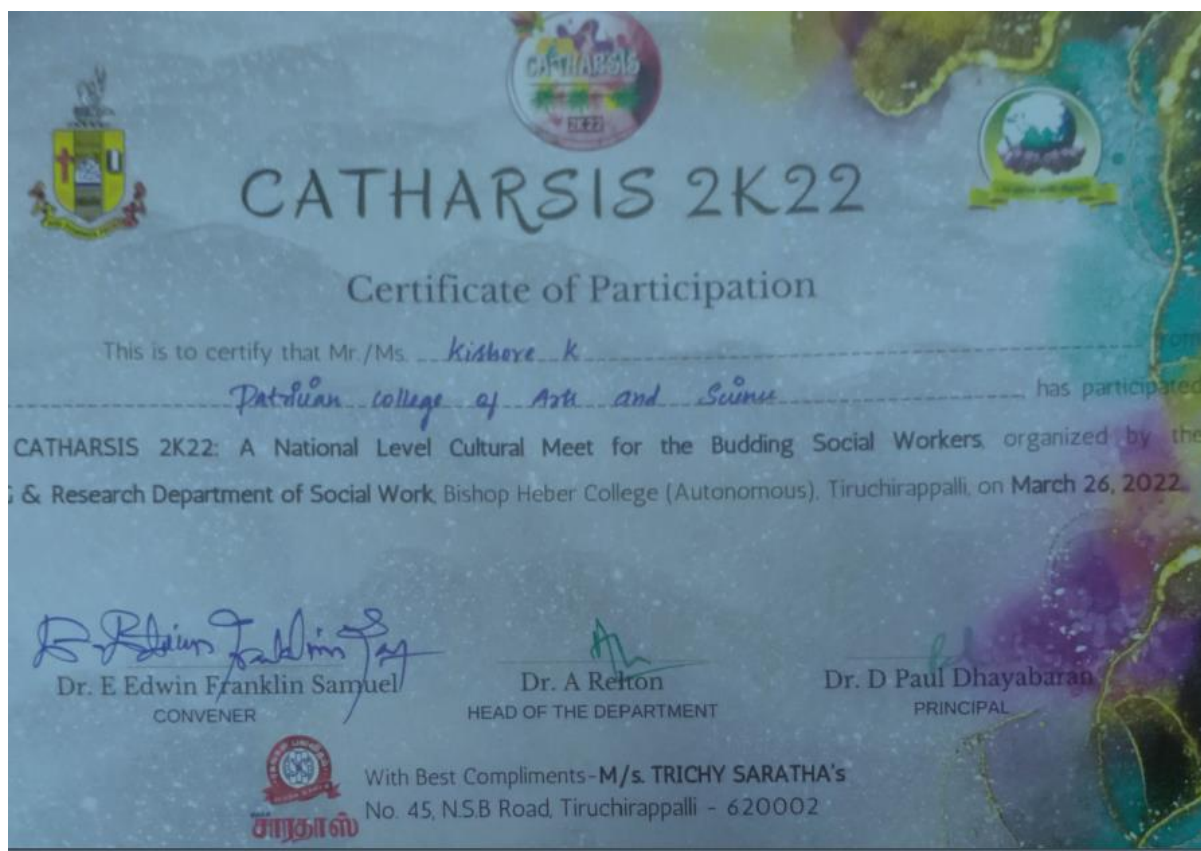 CATHARSIS
2K22
CATHARSIS 2K22
Certificate of Participation
This is to certify that Mr./Ms. Kishore K from
Patrician college of Arts and Science has participated
CATHARSIS 2K22: A National Level Cultural Meet for the Budding Social Workers, organized by the
& Research Department of Social Work, Bishop Heber College (Autonomous), Tiruchirappalli, on March 26, 2022.
Dr. E Edwin Franklin Samuel
CONVENER
Dr. A Relton
HEAD OF THE DEPARTMENT
Dr. D Paul Dhayabaran
PRINCIPAL
With Best Compliments-M/s. TRICHY SARATHA's
No. 45, N.S.B Road, Tiruchirappalli - 620002
சாரதாஸ்